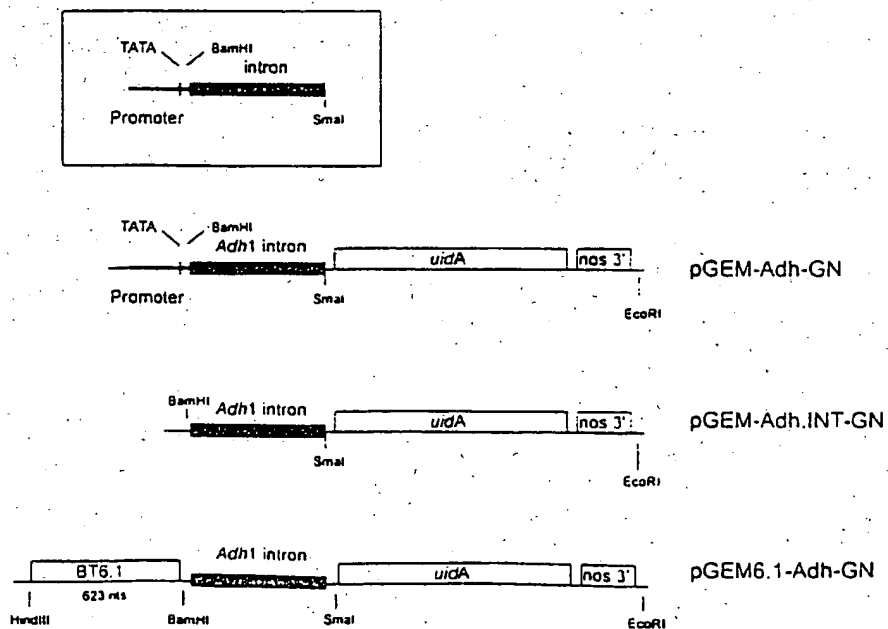 TATA BamHI
intron
Promoter SmaI
TATA BamHI
Adh1 intron uidA nos 3' pGEM-Adh-GN
Promoter SmaI EcoRI
BamHI Adh1 intron uidA nos 3' pGEM-Adh.INT-GN
SmaI EcoRI
BT6.1 Adh1 intron uidA nos 3' pGEM6.1-Adh-GN
623 nts
HindIII BamHI SmaI EcoRI